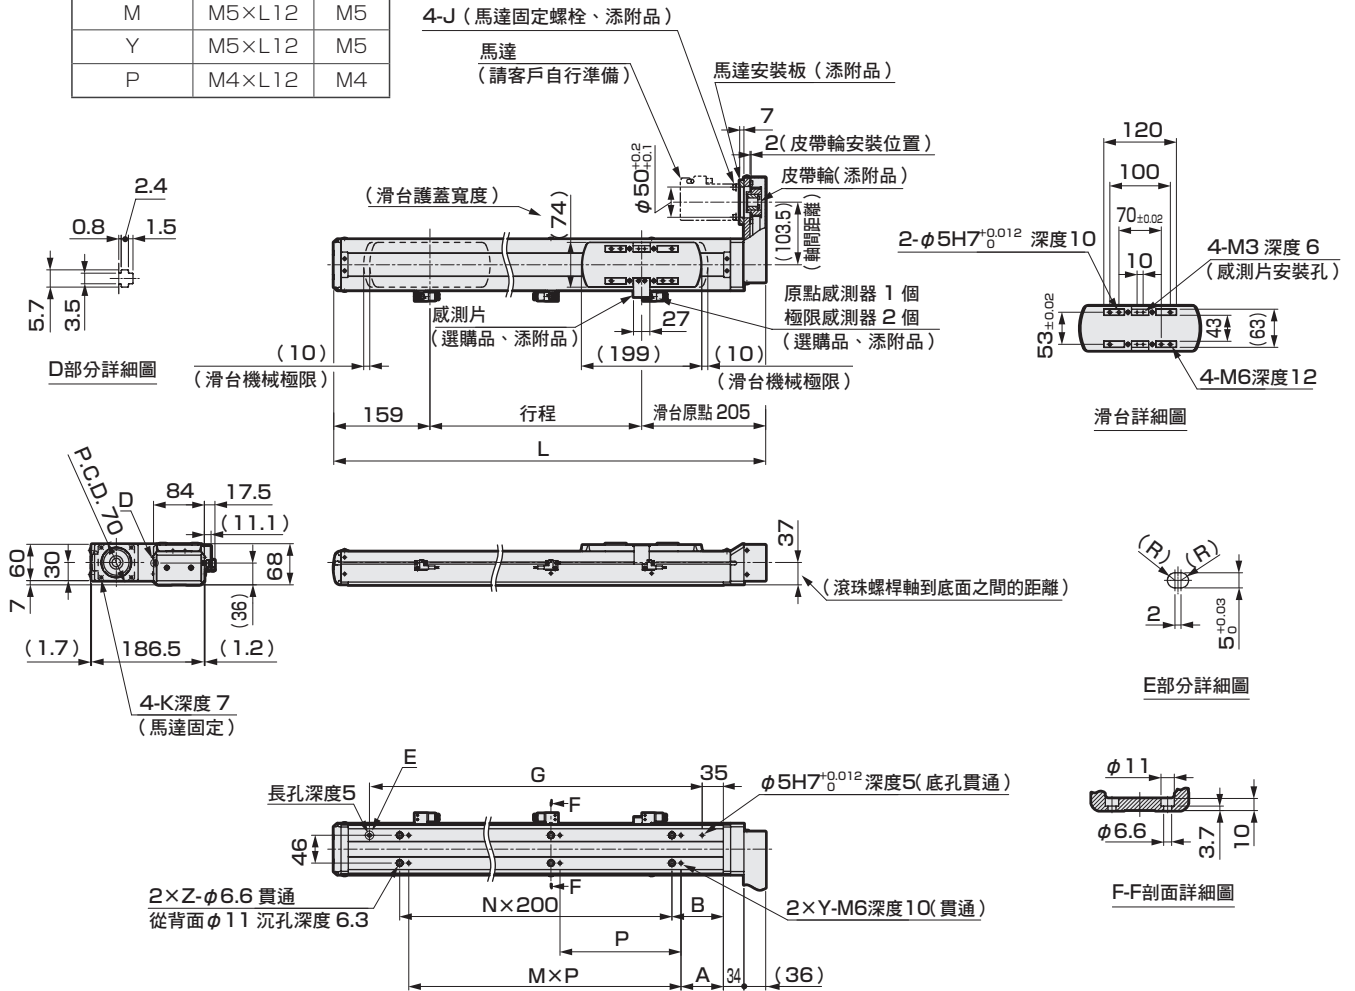 M M5×L12 M5
Y M5×L12 M5
P M4×L12 M4
4-J（馬達固定螺栓、添附品）
馬達
（請客戶自行準備）
馬達安裝板（添附品）
7
2(皮帶輪安裝位置)
皮帶輪(添附品)
φ50+0.2
+0.1
（滑台護蓋寬度）
（74）
（103.5）
(軸間距離)
2.4
0.8
1.5
5.7
3.5
D部分詳細圖
感測片
（選購品、添附品）
27
原點感測器 1 個
極限感測器 2 個
（選購品、添附品）
（10）
（滑台機械極限）
（199）
（10）
（滑台機械極限）
159
行程
滑台原點 205
L
120
100
70±0.02
10
2-φ5H7+0.012
0 深度10
4-M3 深度 6
（感測片安裝孔）
53±0.02
43
(63)
4-M6深度12
滑台詳細圖
P.C.D. 70
D
84
17.5
（11.1）
60
30
7
68
(36)
（1.7）
186.5
（1.2）
4-K深度 7
（馬達固定）
37
（滾珠螺桿軸到底面之間的距離）
(R)
(R)
2
5+0.03
0
E部分詳細圖
E
G
35
φ5H7+0.012
0 深度5(底孔貫通)
長孔深度5
F
46
F
2×Z-φ6.6 貫通
從背面φ11 沉孔深度 6.3
N×200
B
2×Y-M6深度10(貫通)
P
M×P
A
34
（36）
φ11
φ6.6
3.7
10
F-F剖面詳細圖